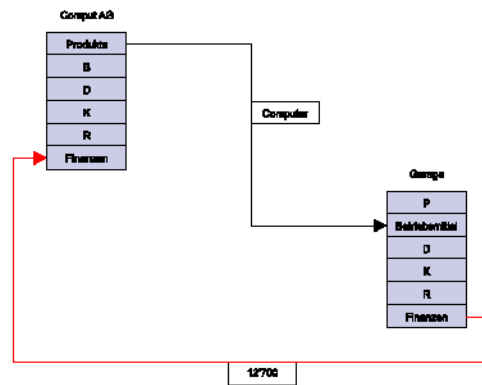 Comput AG
Produkte
B
D
K
R
Finanzen
Computer
Garage
P
Betriebsmittel
D
K
R
Finanzen
12'700